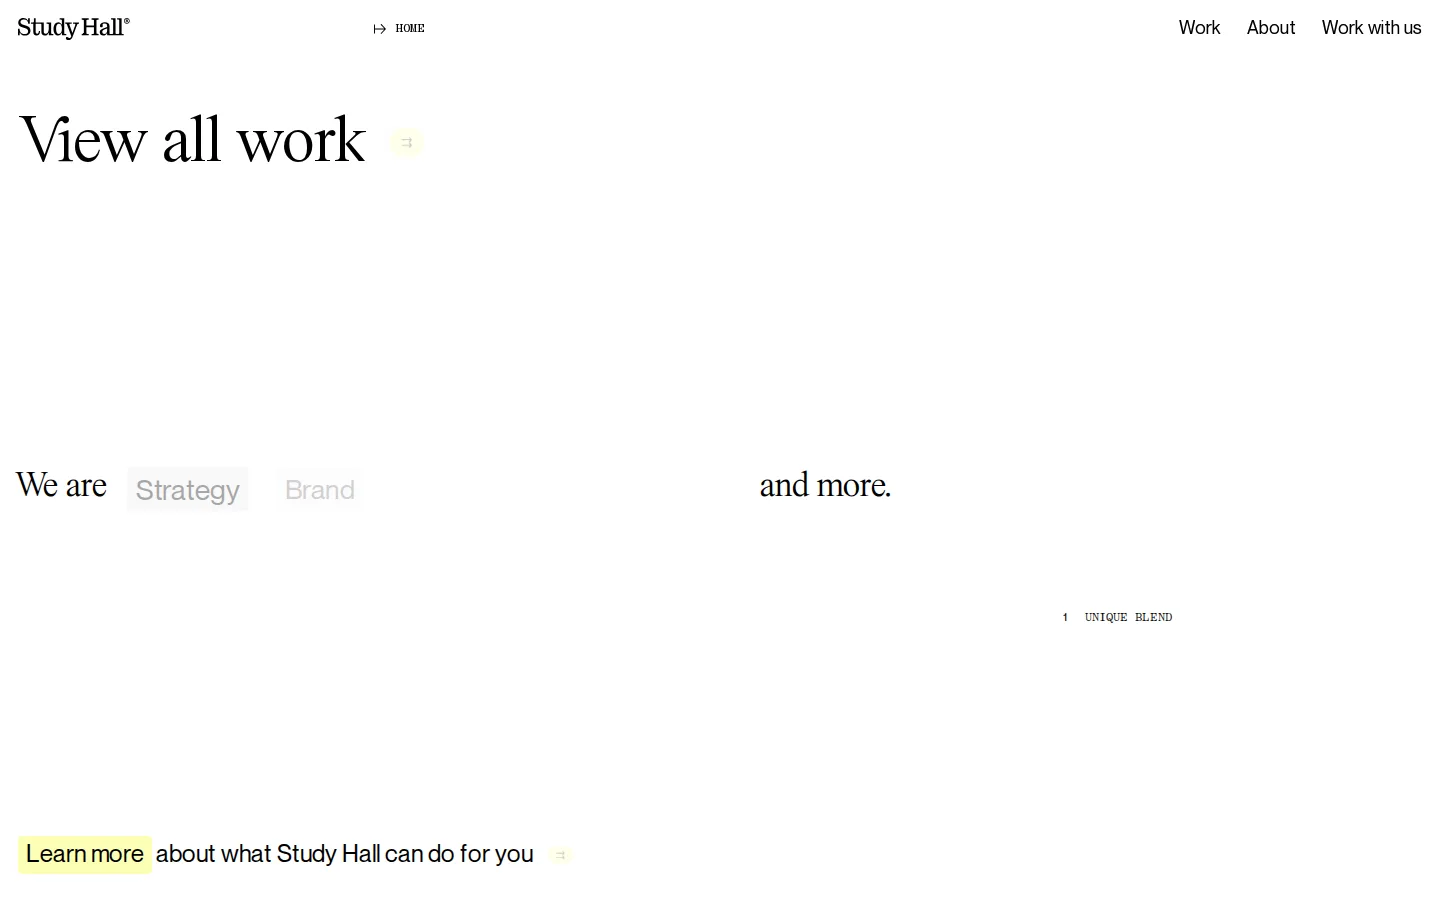 Study Hall®
HOME
Work About Work with us
View all work
We are Strategy Brand and more.
1 UNIQUE BLEND
Learn more about what Study Hall can do for you